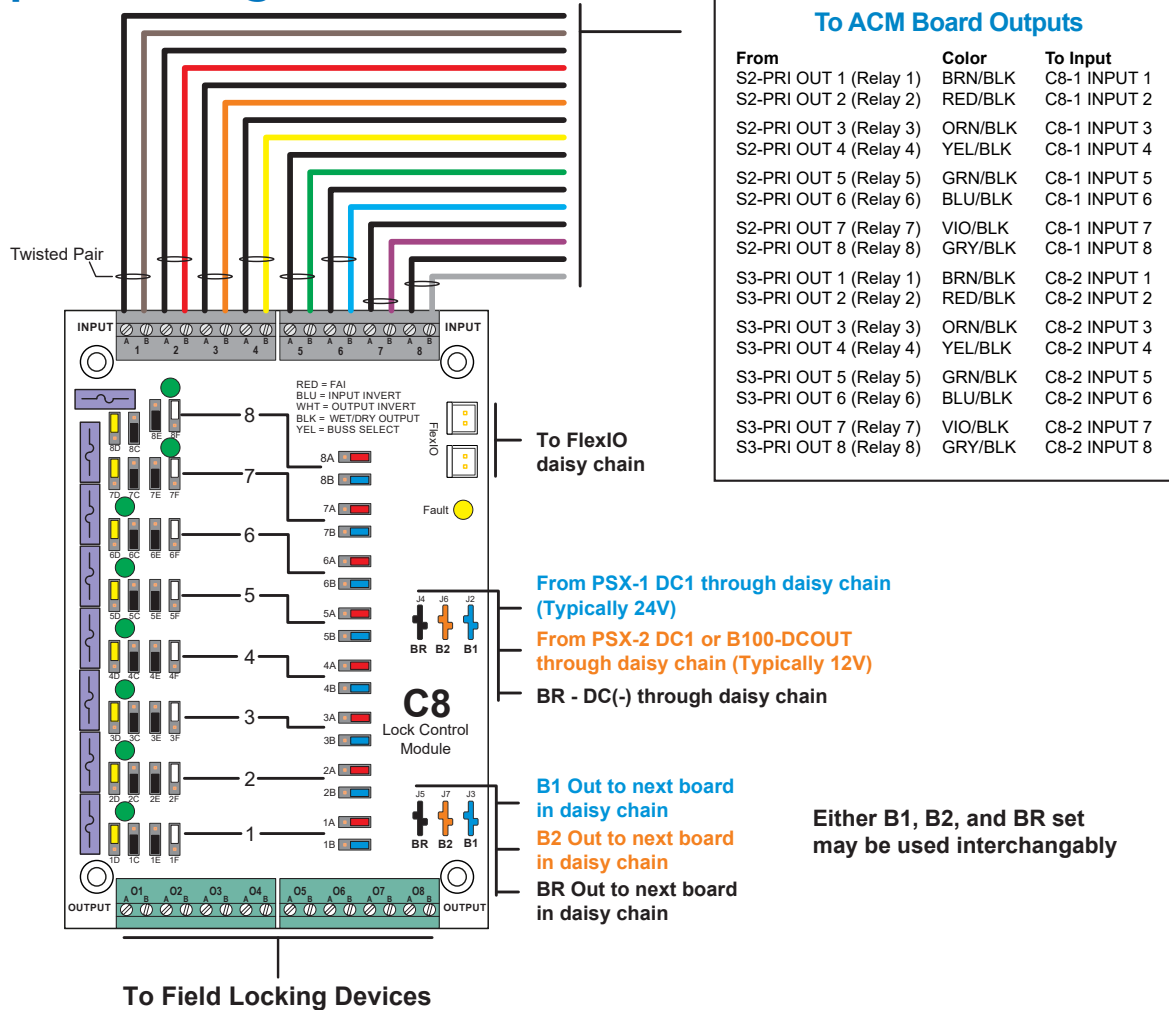 To ACM Board Outputs
From Color To Input
S2-PRI OUT 1 (Relay 1) BRN/BLK C8-1 INPUT 1
S2-PRI OUT 2 (Relay 2) RED/BLK C8-1 INPUT 2
S2-PRI OUT 3 (Relay 3) ORN/BLK C8-1 INPUT 3
S2-PRI OUT 4 (Relay 4) YEL/BLK C8-1 INPUT 4
S2-PRI OUT 5 (Relay 5) GRN/BLK C8-1 INPUT 5
S2-PRI OUT 6 (Relay 6) BLU/BLK C8-1 INPUT 6
S2-PRI OUT 7 (Relay 7) VIO/BLK C8-1 INPUT 7
S2-PRI OUT 8 (Relay 8) GRY/BLK C8-1 INPUT 8
S3-PRI OUT 1 (Relay 1) BRN/BLK C8-2 INPUT 1
S3-PRI OUT 2 (Relay 2) RED/BLK C8-2 INPUT 2
S3-PRI OUT 3 (Relay 3) ORN/BLK C8-2 INPUT 3
S3-PRI OUT 4 (Relay 4) YEL/BLK C8-2 INPUT 4
S3-PRI OUT 5 (Relay 5) GRN/BLK C8-2 INPUT 5
S3-PRI OUT 6 (Relay 6) BLU/BLK C8-2 INPUT 6
S3-PRI OUT 7 (Relay 7) VIO/BLK C8-2 INPUT 7
S3-PRI OUT 8 (Relay 8) GRY/BLK C8-2 INPUT 8
Twisted Pair
INPUT A B A B A B A B A B A B A B A B INPUT
1 2 3 4 5 6 7 8
RED = FAI
BLU = INPUT INVERT
WHT = OUTPUT INVERT
BLK = WET/DRY OUTPUT
YEL = BUSS SELECT
FlexIO
To FlexIO
daisy chain
Fault
8
8D 8C 8E 8F
8A
8B
7
7D 7C 7E 7F
7A
7B
6
6D 6C 6E 6F
6A
6B
5
5D 5C 5E 5F
5A
5B
4
4D 4C 4E 4F
4A
4B
3
3D 3C 3E 3F
3A
3B
2
2D 2C 2E 2F
2A
2B
1
1D 1C 1E 1F
1A
1B
J4 J6 J2
BR B2 B1
From PSX-1 DC1 through daisy chain
(Typically 24V)
From PSX-2 DC1 or B100-DCOUT
through daisy chain (Typically 12V)
BR - DC(-) through daisy chain
C8
Lock Control
Module
J5 J7 J3
BR B2 B1
B1 Out to next board
in daisy chain
B2 Out to next board
in daisy chain
BR Out to next board
in daisy chain
Either B1, B2, and BR set
may be used interchangably
O1 O2 O3 O4 O5 O6 O7 O8
OUTPUT A B A B A B A B A B A B A B A B OUTPUT
To Field Locking Devices